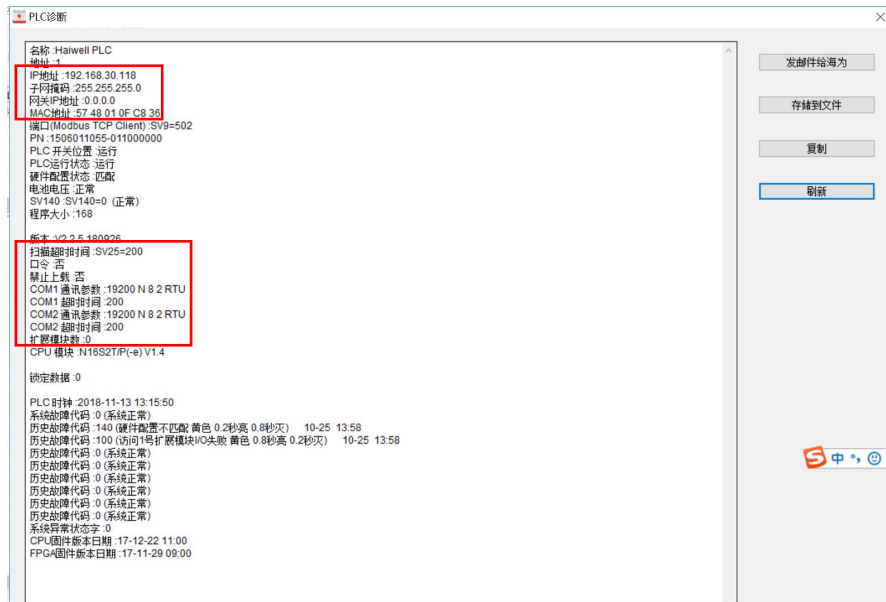 PLC诊断
名称 :Haiwell PLC
地址 :1
IP地址 :192.168.30.118
子网掩码 :255.255.255.0
网关IP地址 :0.0.0.0
MAC地址 :57 48 01 0F C8 36
端口(Modbus TCP Client) :SV9=502
PN :1506011055-011000000
PLC 开关位置 :运行
PLC运行状态 :运行
硬件配置状态 :匹配
电池电压 :正常
SV140 :SV140=0 (正常)
程序大小 :168
版本 :V2.2.5.180926
扫描超时时间 :SV25=200
口令 :否
禁止上载 :否
COM1 通讯参数 :19200 N 8 2 RTU
COM1 超时时间 :200
COM2 通讯参数 :19200 N 8 2 RTU
COM2 超时时间 :200
扩展模块数 :0
CPU 模块 :N16S2T/P(-e) V1.4
锁定数据 :0
PLC 时钟 :2018-11-13 13:15:50
系统故障代码 :0 (系统正常)
历史故障代码 :140 (硬件配置不匹配 黄色 0.2秒亮 0.8秒灭) 10-25 13:58
历史故障代码 :100 (访问1号扩展模块I/O失败 黄色 0.8秒亮 0.2秒灭) 10-25 13:58
历史故障代码 :0 (系统正常)
历史故障代码 :0 (系统正常)
历史故障代码 :0 (系统正常)
历史故障代码 :0 (系统正常)
历史故障代码 :0 (系统正常)
历史故障代码 :0 (系统正常)
系统异常状态字 :0
CPU固件版本日期 :17-12-22 11:00
FPGA固件版本日期 :17-11-29 09:00
发邮件给海为
存储到文件
复制
刷新
中